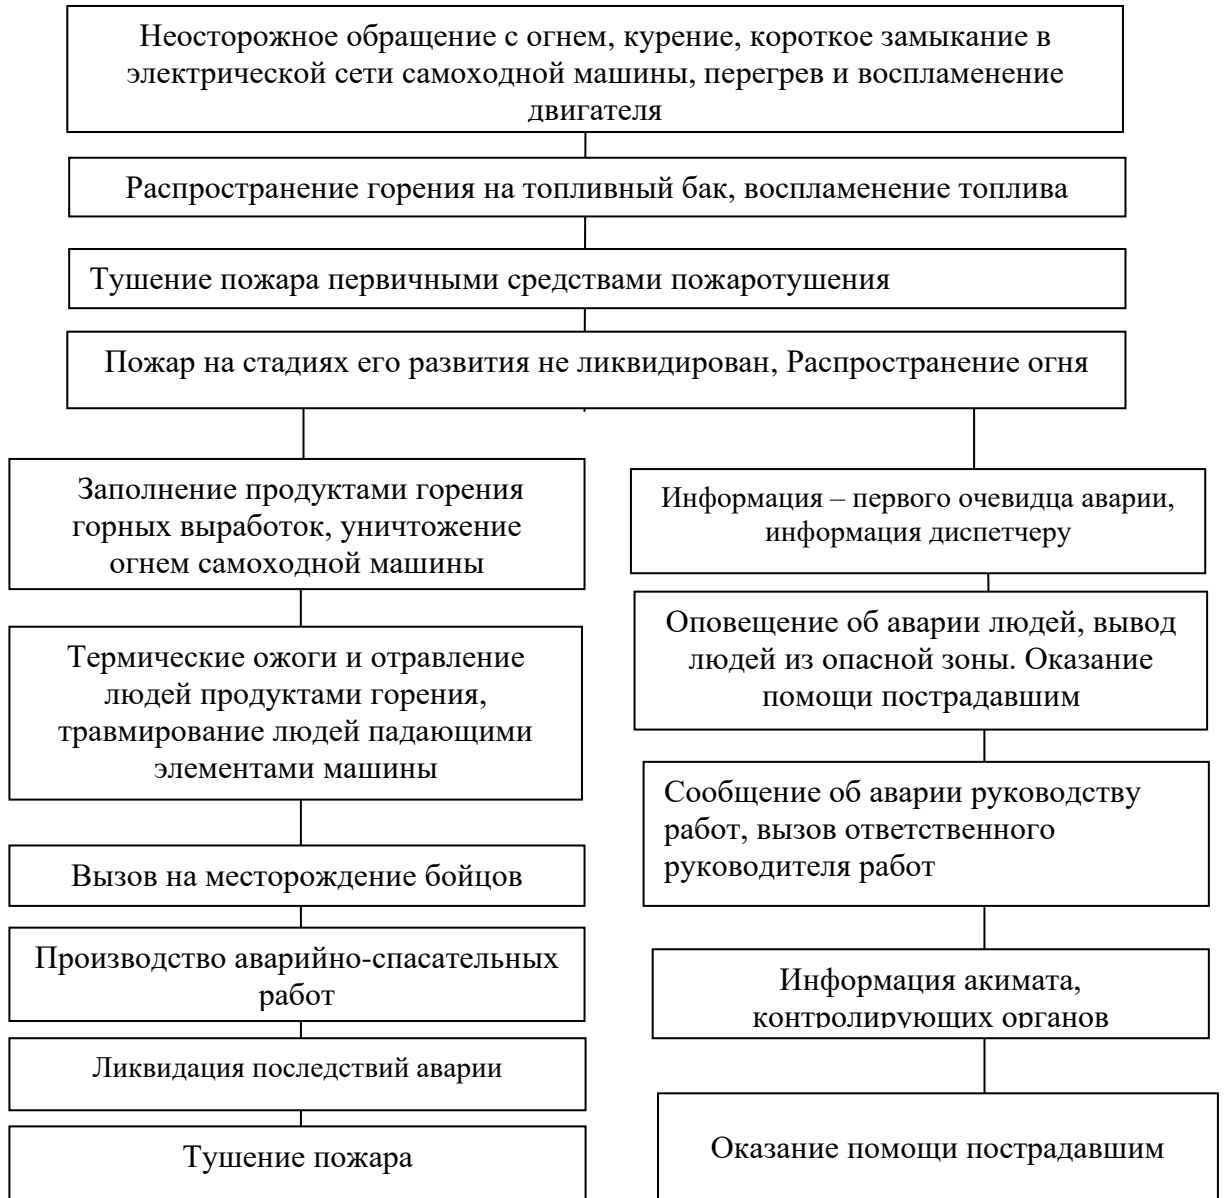 Неосторожное обращение с огнем, курение, короткое замыкание в
электрической сети самоходной машины, перегрев и воспламенение
двигателя
Распространение горения на топливный бак, воспламенение топлива
Тушение пожара первичными средствами пожаротушения
Пожар на стадиях его развития не ликвидирован, Распространение огня
Заполнение продуктами горения
горных выработок, уничтожение
огнем самоходной машины
Термические ожоги и отравление
людей продуктами горения,
травмирование людей падающими
элементами машины
Вызов на месторождение бойцов
Производство аварийно-спасательных
работ
Ликвидация последствий аварии
Тушение пожара
Информация – первого очевидца аварии,
информация диспетчеру
Оповещение об аварии людей, вывод
людей из опасной зоны. Оказание
помощи пострадавшим
Сообщение об аварии руководству
работ, вызов ответственного
руководителя работ
Информация акимата,
контролирующих органов
Оказание помощи пострадавшим